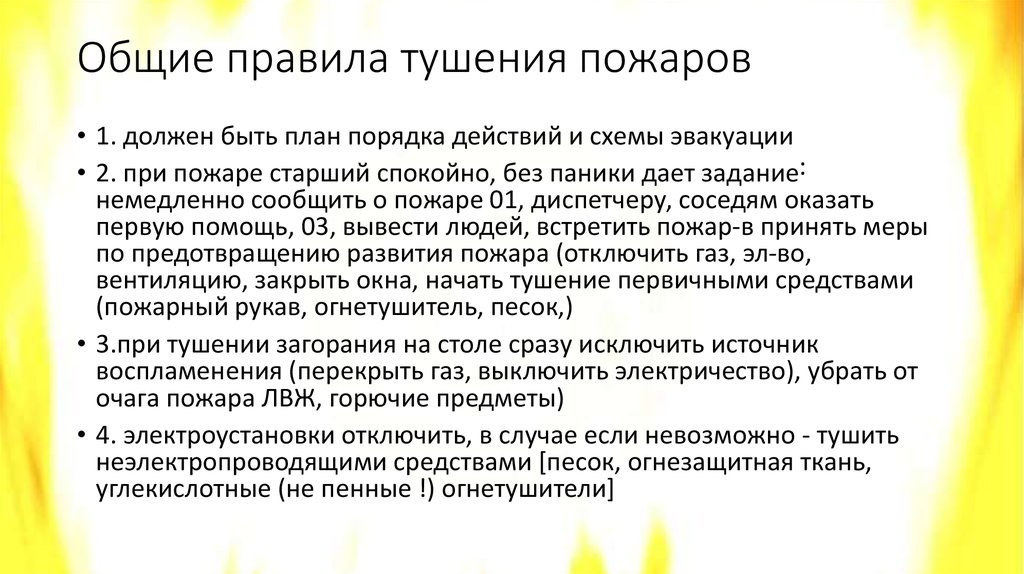 Общие правила тушения пожаров
• 1. должен быть план порядка действий и схемы эвакуации
• 2. при пожаре старший спокойно, без паники дает задание:
немедленно сообщить о пожаре 01, диспетчеру, соседям оказать
первую помощь, 03, вывести людей, встретить пожар-в принять меры
по предотвращению развития пожара (отключить газ, эл-во,
вентиляцию, закрыть окна, начать тушение первичными средствами
(пожарный рукав, огнетушитель, песок,)
• 3.при тушении загорания на столе сразу исключить источник
воспламенения (перекрыть газ, выключить электричество), убрать от
очага пожара ЛВЖ, горючие предметы)
• 4. электроустановки отключить, в случае если невозможно - тушить
неэлектропроводящими средствами [песок, огнезащитная ткань,
углекислотные (не пенные !) огнетушители]